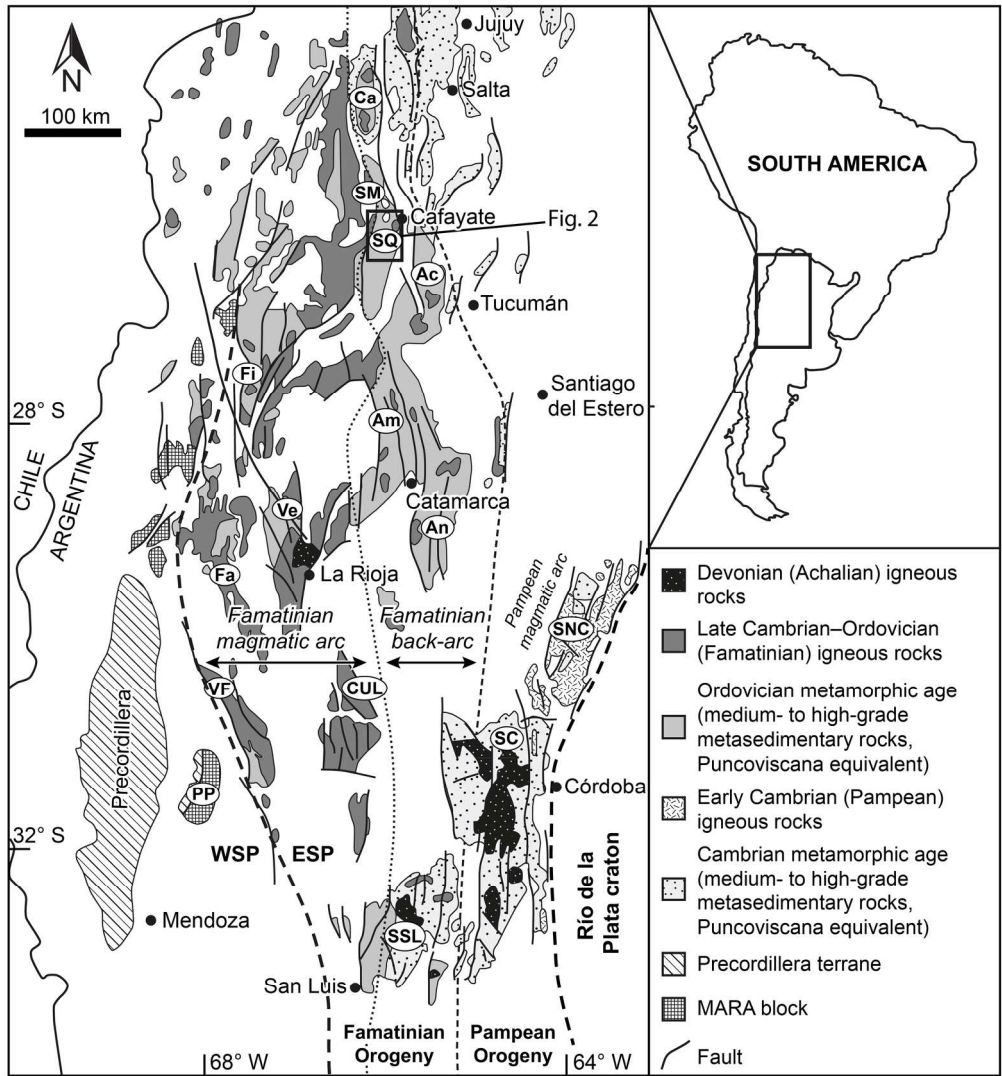 Jujuy
N
Salta
100 km
Ca
SOUTH AMERICA
SM
Cafayate
Fig. 2
SQ
Ac
Tucumán
Fi
Santiago
del Estero
28° S
Am
CHILE
ARGENTINA
Catamarca
Ve
An
La Rioja
Fa
Famatinian
magmatic arc
Famatinian
back-arc
Pampean
magmatic arc
SNC
VF
CUL
SC
Precordillera
PP
Córdoba
32° S
WSP
ESP
Río de la
Plata craton
Mendoza
SSL
San Luis
Famatinian
Orogeny
Pampean
Orogeny
68° W
64° W
Devonian (Achalian) igneous
rocks
Late Cambrian–Ordovician
(Famatinian) igneous rocks
Ordovician metamorphic age
(medium- to high-grade
metasedimentary rocks,
Puncoviscana equivalent)
Early Cambrian (Pampean)
igneous rocks
Cambrian metamorphic age
(medium- to high-grade
metasedimentary rocks,
Puncoviscana equivalent)
Precordillera terrane
MARA block
Fault